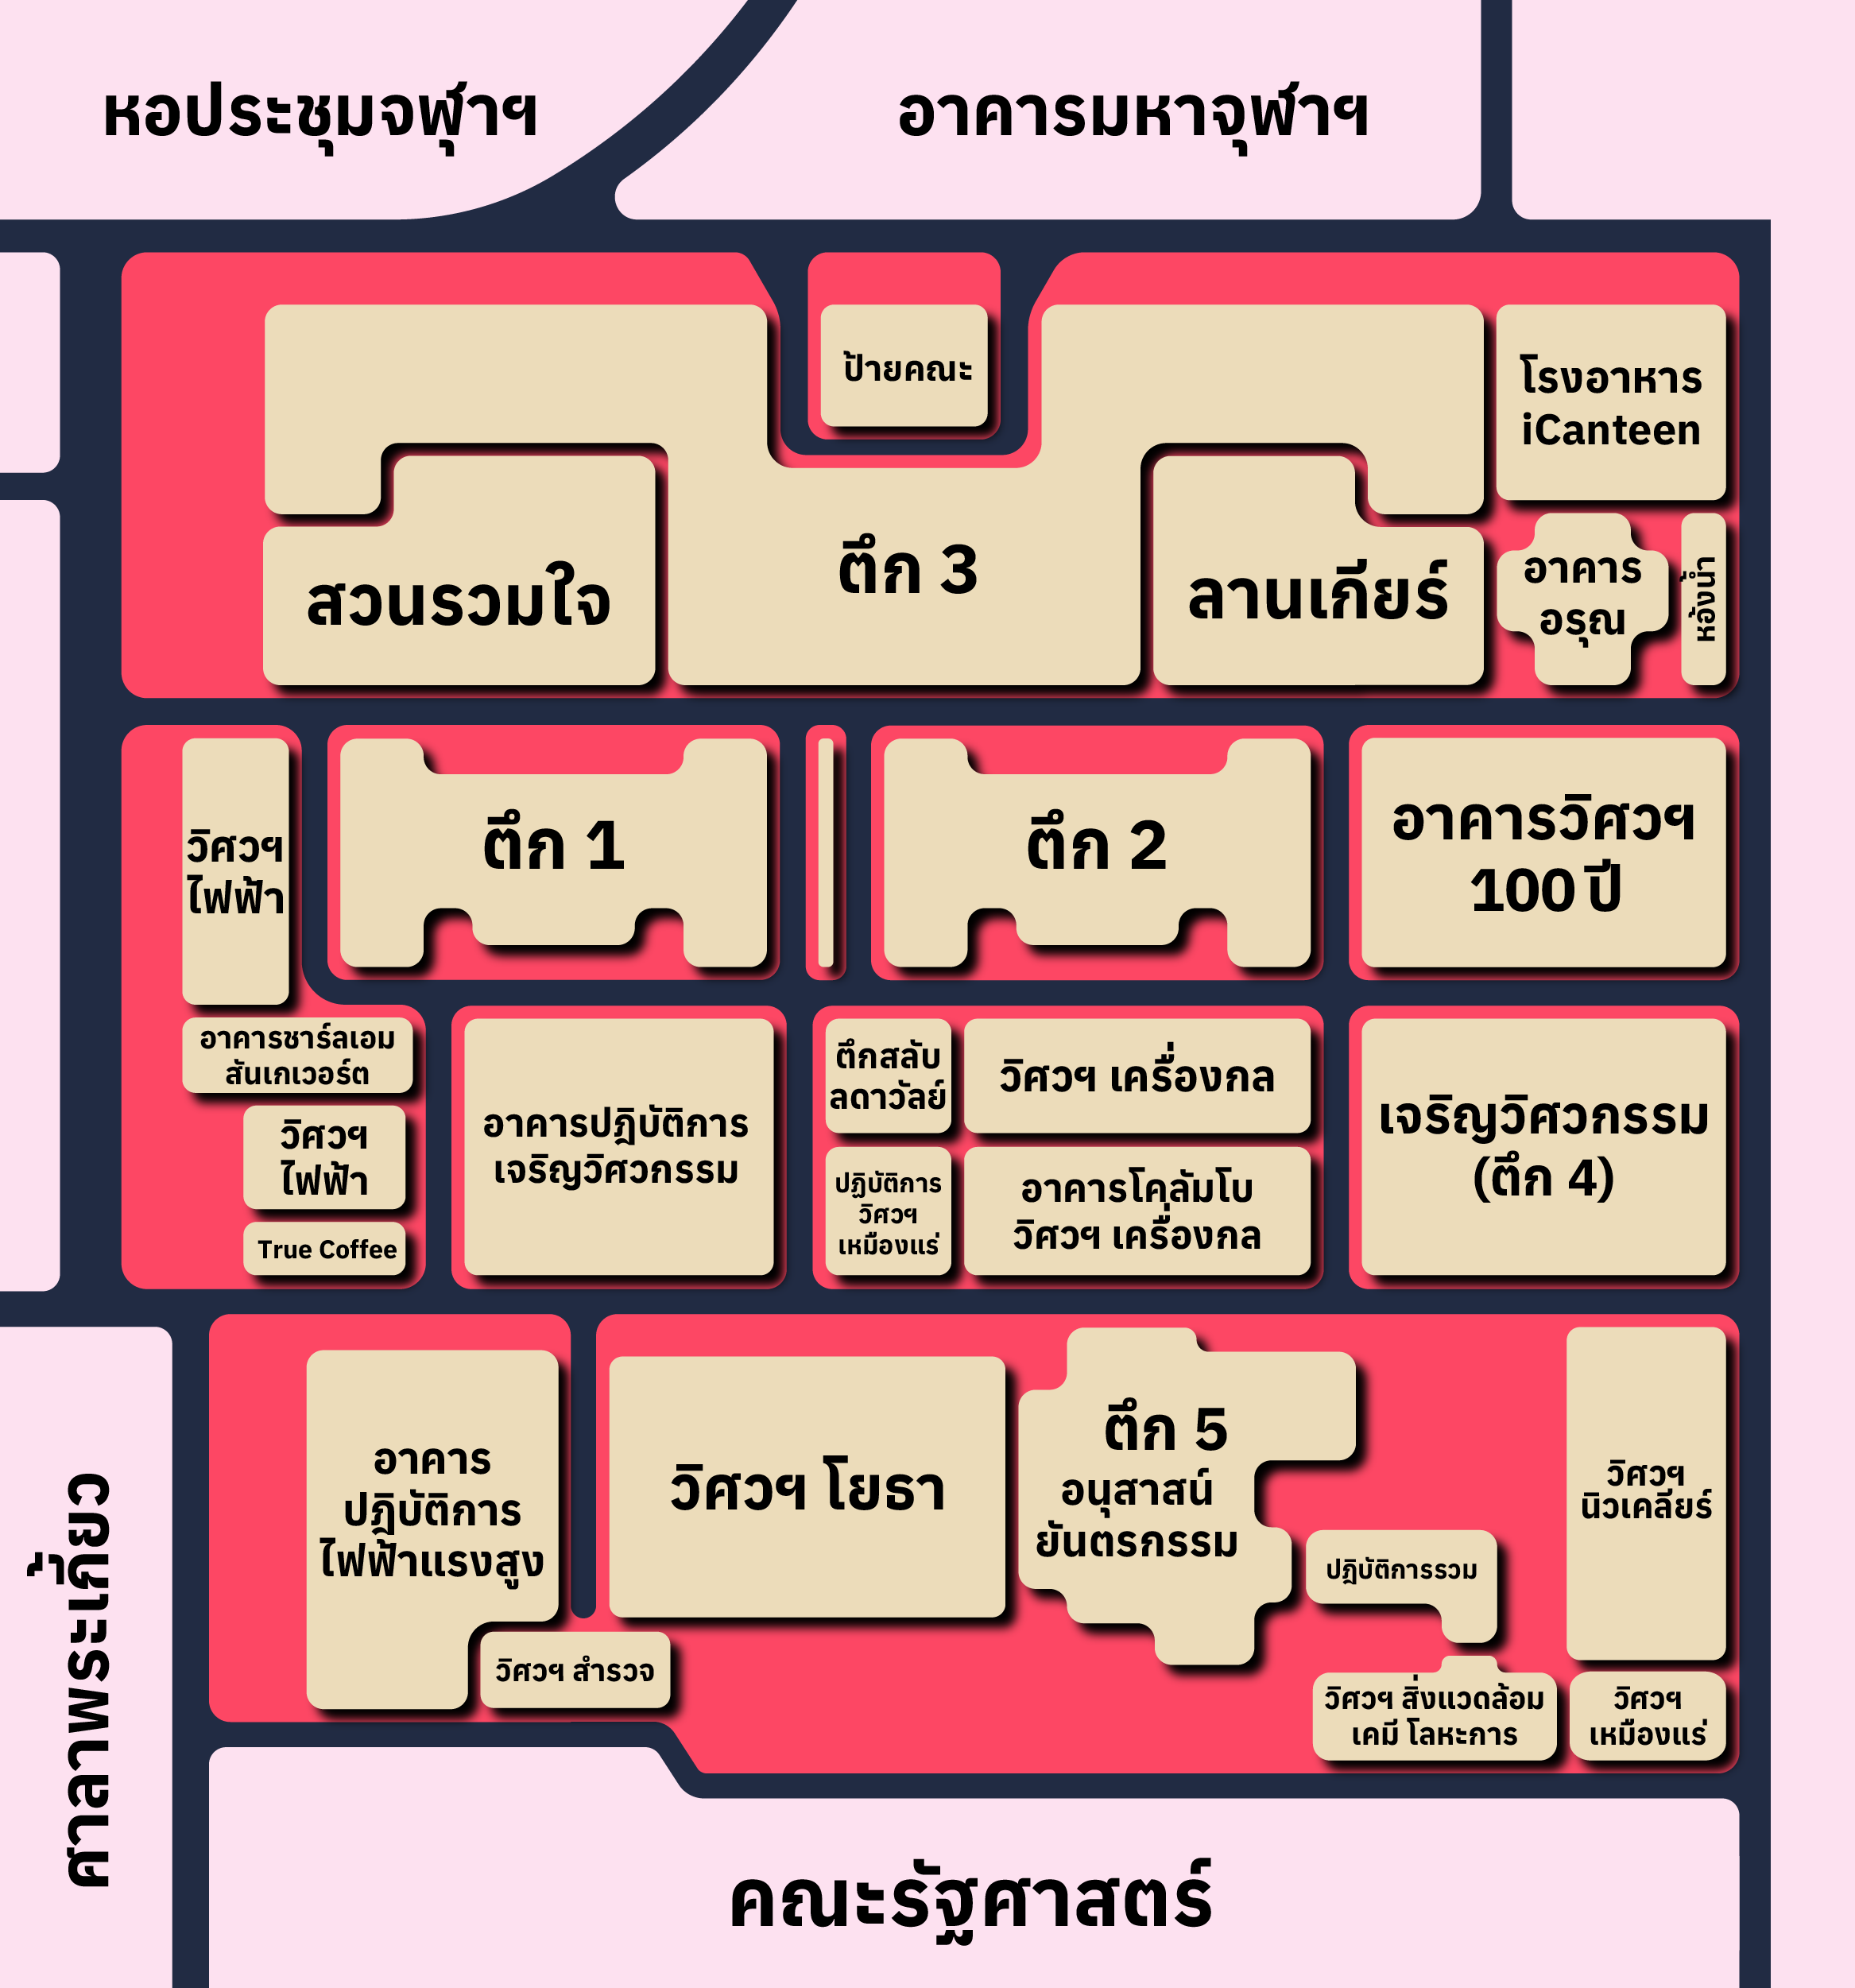 หอประชุมจุฬาฯ
อาคารมหาจุฬาฯ
ป้ายคณะ
โรงอาหาร
iCanteen
ตึก 3
สวนรวมใจ
ลานเกียร์
อาคาร
อรุณ
ห้องน้ำ
วิศวฯ
ไฟฟ้า
ตึก 1
ตึก 2
อาคารวิศวฯ
100 ปี
อาคารชาร์ลเอม
สันเกเวอร์ต
วิศวฯ
ไฟฟ้า
True Coffee
อาคารปฎิบัติการ
เจริญวิศวกรรม
ตึกสลับ
ลดาวัลย์
วิศวฯ เครื่องกล
ปฏิบัติการ
วิศวฯ
เหมืองแร่
อาคารโคลัมโบ
วิศวฯ เครื่องกล
เจริญวิศวกรรม
(ตึก 4)
อาคาร
ปฎิบัติการ
ไฟฟ้าแรงสูง
วิศวฯ สำรวจ
วิศวฯ โยธา
ตึก 5
อนุสาสน์
ยันตรกรรม
ปฎิบัติการรวม
วิศวฯ
นิวเคลียร์
วิศวฯ สิ่งแวดล้อม
เคมี โลหะการ
วิศวฯ
เหมืองแร่
ศาลาพระเกี้ยว
คณะรัฐศาสตร์